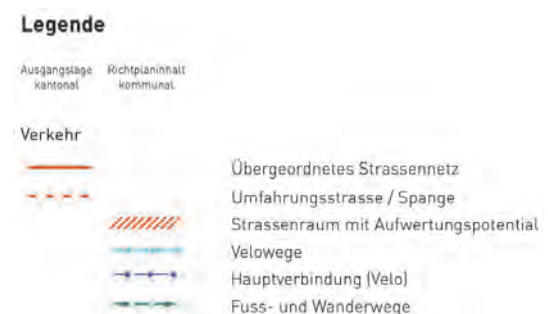 Legende
Ausgangslage Richtplaninhalt
kantonal kommunal
Verkehr
Übergeordnetes Strassennetz
Umfahrungsstrasse / Spange
Strassenraum mit Aufwertungspotential
Velowege
Hauptverbindung (Velo)
Fuss- und Wanderwege